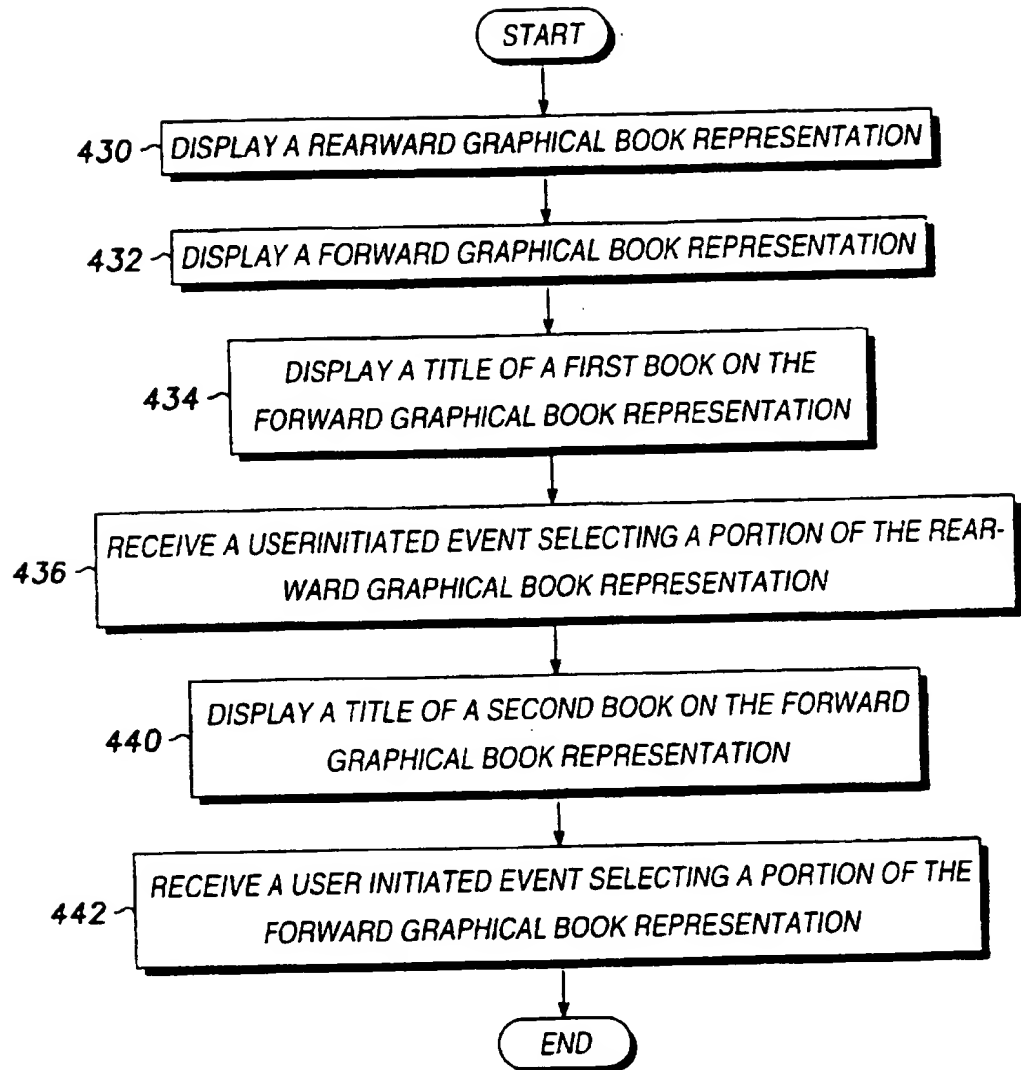 START
430 DISPLAY A REARWARD GRAPHICAL BOOK REPRESENTATION
432 DISPLAY A FORWARD GRAPHICAL BOOK REPRESENTATION
DISPLAY A TITLE OF A FIRST BOOK ON THE
434 FORWARD GRAPHICAL BOOK REPRESENTATION
RECEIVE A USERINITIATED EVENT SELECTING A PORTION OF THE REAR-
436 WARD GRAPHICAL BOOK REPRESENTATION
DISPLAY A TITLE OF A SECOND BOOK ON THE FORWARD
440 GRAPHICAL BOOK REPRESENTATION
RECEIVE A USER INITIATED EVENT SELECTING A PORTION OF THE
442 FORWARD GRAPHICAL BOOK REPRESENTATION
END